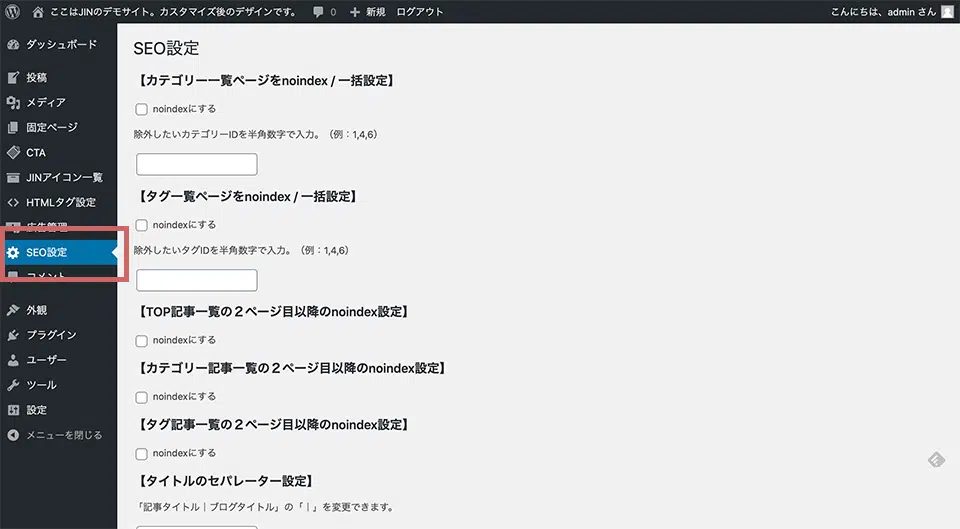 ここはJINのデモサイト。カスタマイズ後のデザインです。 0 新規 ログアウト こんにちは、admin さん
ダッシュボード
投稿
メディア
固定ページ
CTA
JINアイコン一覧
HTMLタグ設定
広告管理
SEO設定
コメント
外観
プラグイン
ユーザー
ツール
設定
メニューを閉じる
SEO設定
【カテゴリー一覧ページをnoindex / 一括設定】
noindexにする
除外したいカテゴリーIDを半角数字で入力。（例：1,4,6）
【タグ一覧ページをnoindex / 一括設定】
noindexにする
除外したいタグIDを半角数字で入力。（例：1,4,6）
【TOP記事一覧の２ページ目以降のnoindex設定】
noindexにする
【カテゴリー記事一覧の２ページ目以降のnoindex設定】
noindexにする
【タグ記事一覧の２ページ目以降のnoindex設定】
noindexにする
【タイトルのセパレーター設定】
「記事タイトル｜ブログタイトル」の「｜」を変更できます。